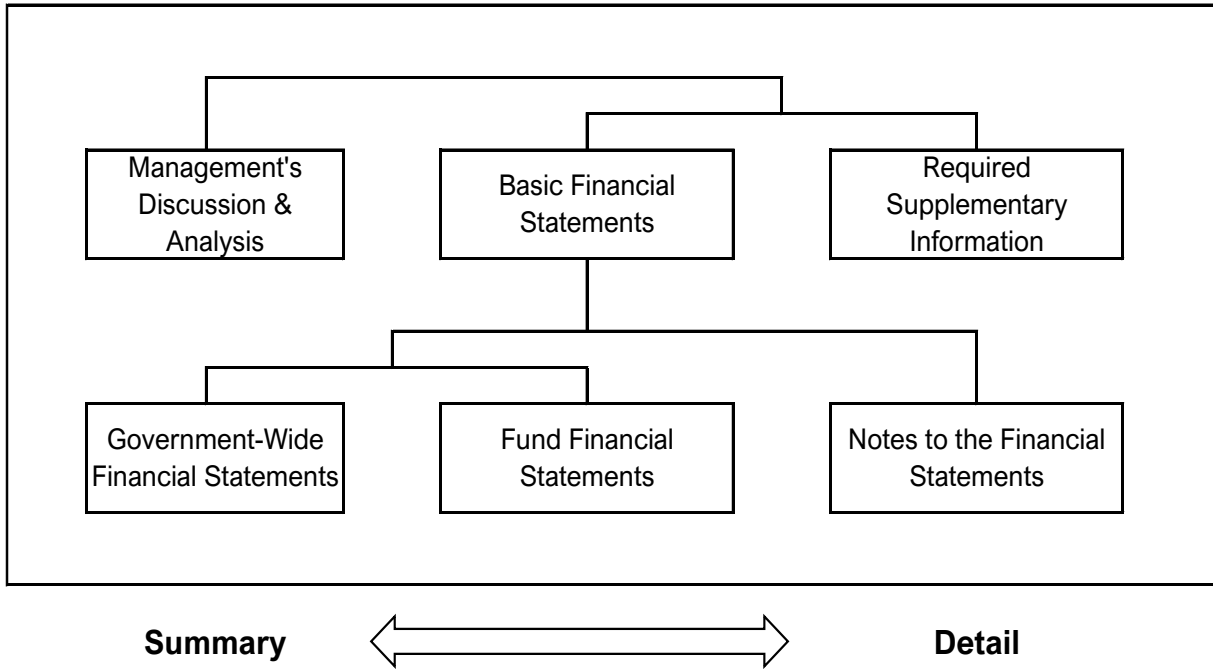 Management's
Discussion &
Analysis
Basic Financial
Statements
Required
Supplementary
Information
Government-Wide
Financial Statements
Fund Financial
Statements
Notes to the Financial
Statements
Summary
Detail